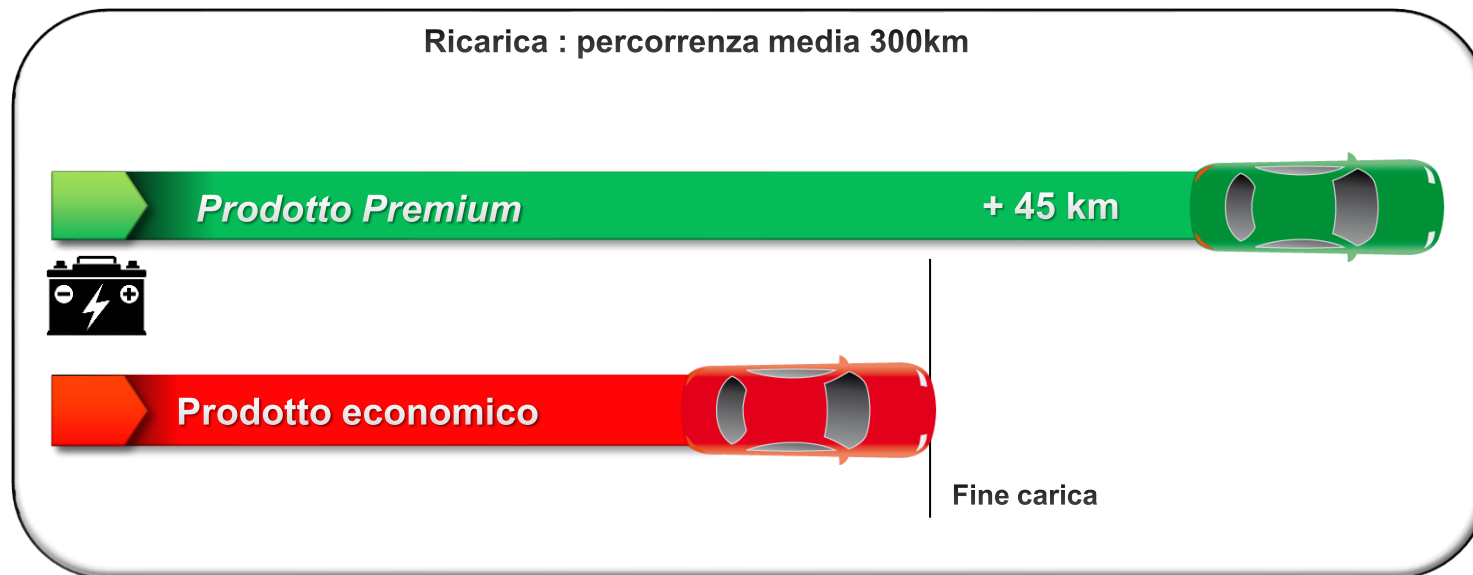 Ricarica : percorrenza media 300km
Prodotto Premium
+ 45 km
Prodotto economico
Fine carica